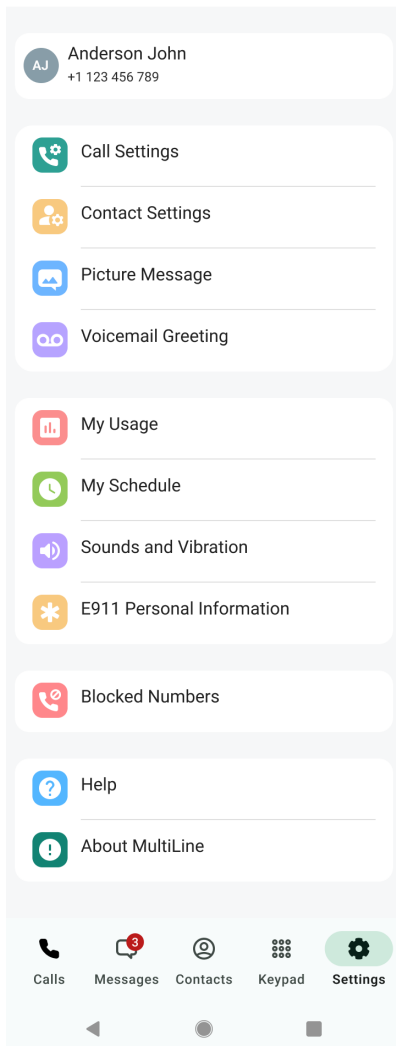 AJ
Anderson John
+1 123 456 789
Call Settings
Contact Settings
Picture Message
Voicemail Greeting
My Usage
My Schedule
Sounds and Vibration
E911 Personal Information
Blocked Numbers
Help
About MultiLine
3
Calls Messages Contacts Keypad Settings